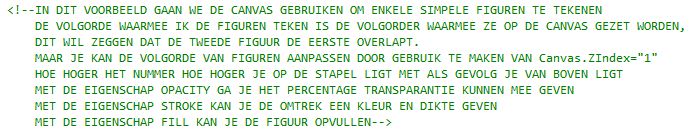 <!--IN DIT VOORBEELD GAAN WE DE CANVAS GEBRUIKEN OM ENKELE SIMPELE FIGUREN TE TEKENEN
DE VOLGORDE WAARMEE IK DE FIGUREN TEKEN IS DE VOLGORDER WAARMEE ZE OP DE CANVAS GEZET WORDEN,
DIT WIL ZEGGEN DAT DE TWEEDE FIGUUR DE EERSTE OVERLAPT.
MAAR JE KAN DE VOLGORDE VAN FIGUREN AANPASSEN DOOR GEBRUIK TE MAKEN VAN Canvas.ZIndex="1"
HOE HOGER HET NUMMER HOE HOGER JE OP DE STAPEL LIGT MET ALS GEVOLG JE VAN BOVEN LIGT
MET DE EIGENSCHAP OPACITY GA JE HET PERCENTAGE TRANSPARANTIE KUNNEN MEE GEVEN
MET DE EIGENSCHAP STROKE KAN JE DE OMTREK EEN KLEUR EN DIKTE GEVEN
MET DE EIGENSCHAP FILL KAN JE DE FIGUUR OPVULLEN-->